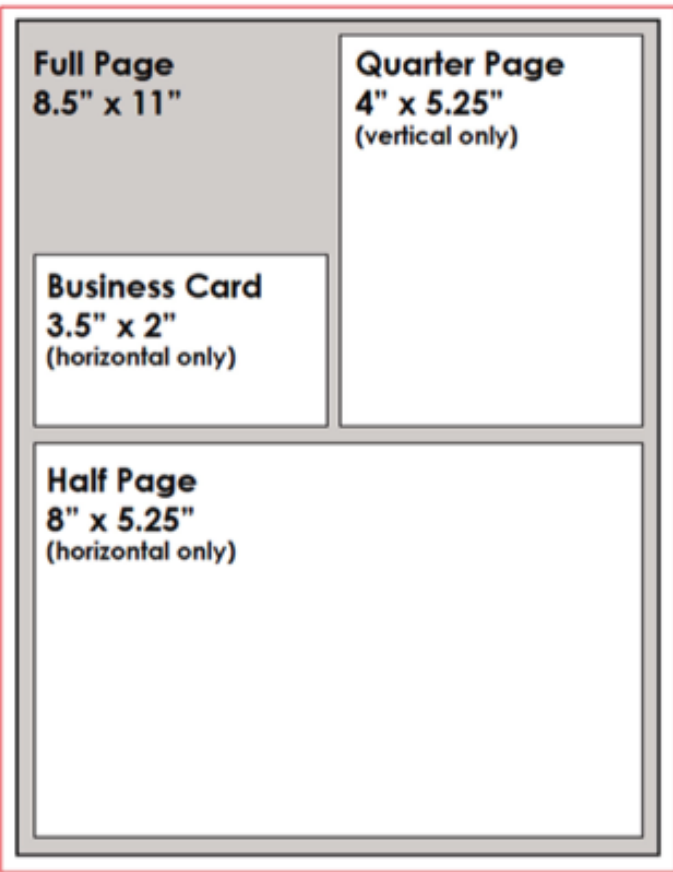 Full Page
8.5” x 11”
Quarter Page
4” x 5.25”
(vertical only)
Business Card
3.5” x 2”
(horizontal only)
Half Page
8” x 5.25”
(horizontal only)